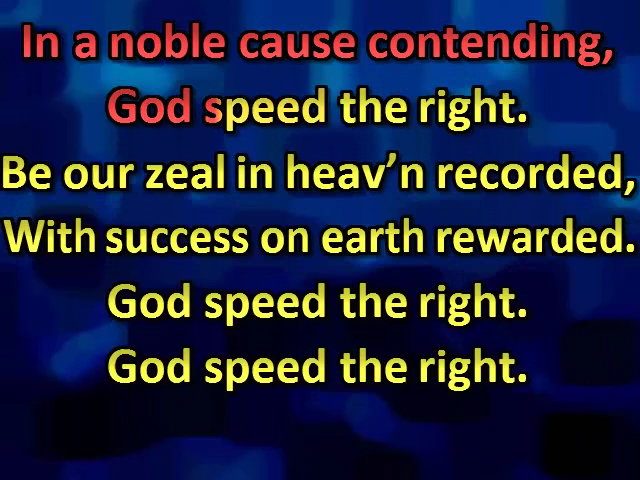 In a noble cause contending,
God speed the right.
Be our zeal in heav’n recorded,
With success on earth rewarded.
God speed the right.
God speed the right.